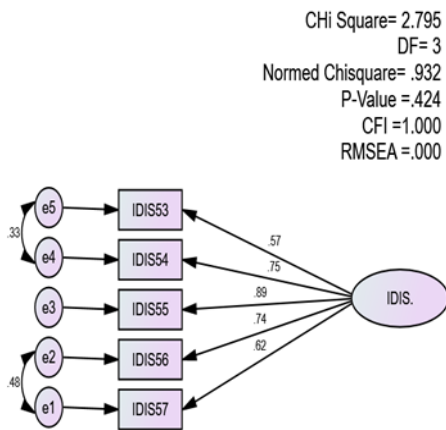 CHi Square= 2.795
DF= 3
Normed Chisquare= .932
P-Value =.424
CFI =1.000
RMSEA =.000
e5
IDIS53
.57
.33
e4
IDIS54
.75
e3
IDIS55
.89
IDIS.
e2
IDIS56
.74
.48
e1
IDIS57
.62